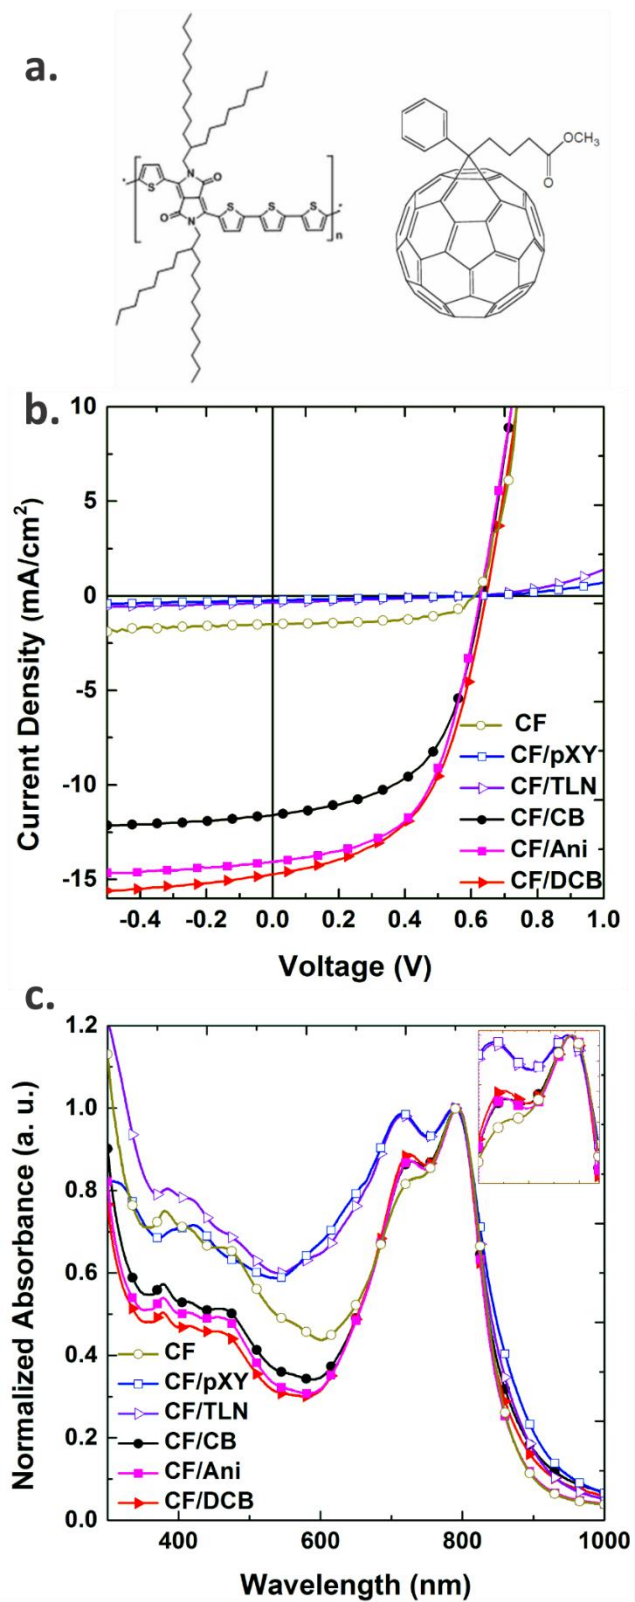 a.
S
N
O
O
N
S
S
S
n
OCH3
O
b.
10
5
0
-5
-10
-15
Current Density (mA/cm²)
CF
CF/pXY
CF/TLN
CF/CB
CF/Ani
CF/DCB
-0.4 -0.2 0.0 0.2 0.4 0.6 0.8 1.0
Voltage (V)
c.
1.2
1.0
0.8
0.6
0.4
0.2
0.0
Normalized Absorbance (a. u.)
CF
CF/pXY
CF/TLN
CF/CB
CF/Ani
CF/DCB
400 600 800 1000
Wavelength (nm)